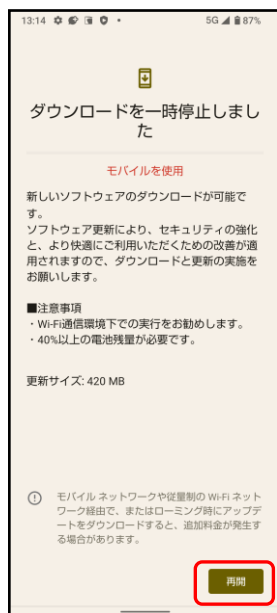 13:14 5G 87%
ダウンロードを一時停止しまし
た
モバイルを使用
新しいソフトウェアのダウンロードが可能で
す。
ソフトウェア更新により、セキュリティの強化
と、より快適にご利用いただくための改善が適
用されますので、ダウンロードと更新の実施を
お願いします。
■注意事項
・Wi-Fi通信環境下での実行をお勧めします。
・40%以上の電池残量が必要です。
更新サイズ: 420 MB
モバイル ネットワークや従量制の Wi-Fi ネット
ワーク経由で、またはローミング時にアップデ
ートをダウンロードすると、追加料金が発生す
る場合があります。
再開